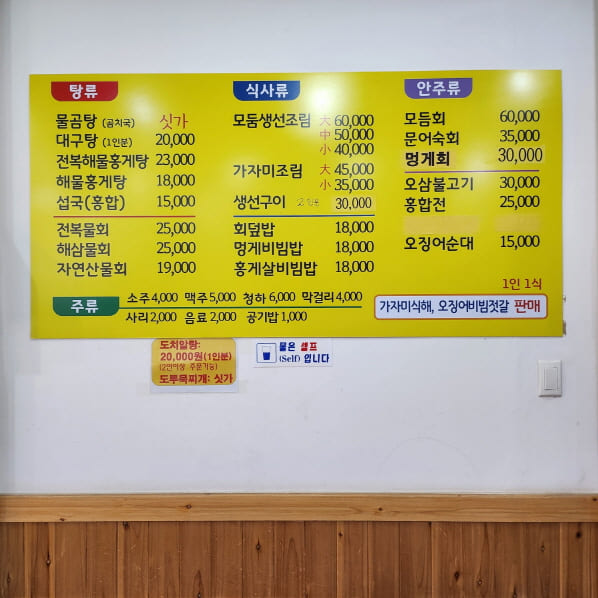 탕류
물곰탕 (곰치국) 싯가
대구탕 (1인분) 20,000
전복해물홍게탕 23,000
해물홍게탕 18,000
섭국(홍합) 15,000
전복물회 25,000
해삼물회 25,000
자연산물회 19,000
식사류
모둠생선조림 大 60,000
中 50,000
小 40,000
가자미조림 大 45,000
小 35,000
생선구이 30,000
회덮밥 18,000
멍게비빔밥 18,000
홍게살비빔밥 18,000
안주류
모듬회 60,000
문어숙회 35,000
멍게회 30,000
오삼불고기 30,000
홍합전 25,000
오징어순대 15,000
1인 1식
주류
소주 4,000 맥주 5,000 청하 6,000 막걸리 4,000
사리 2,000 음료 2,000 공기밥 1,000
가자미식해, 오징어비빔젓갈 판매
도치알탕:
20,000원(1인분)
(2인이상 주문가능)
도루묵찌개: 싯가
물은 셀프
(Self) 입니다